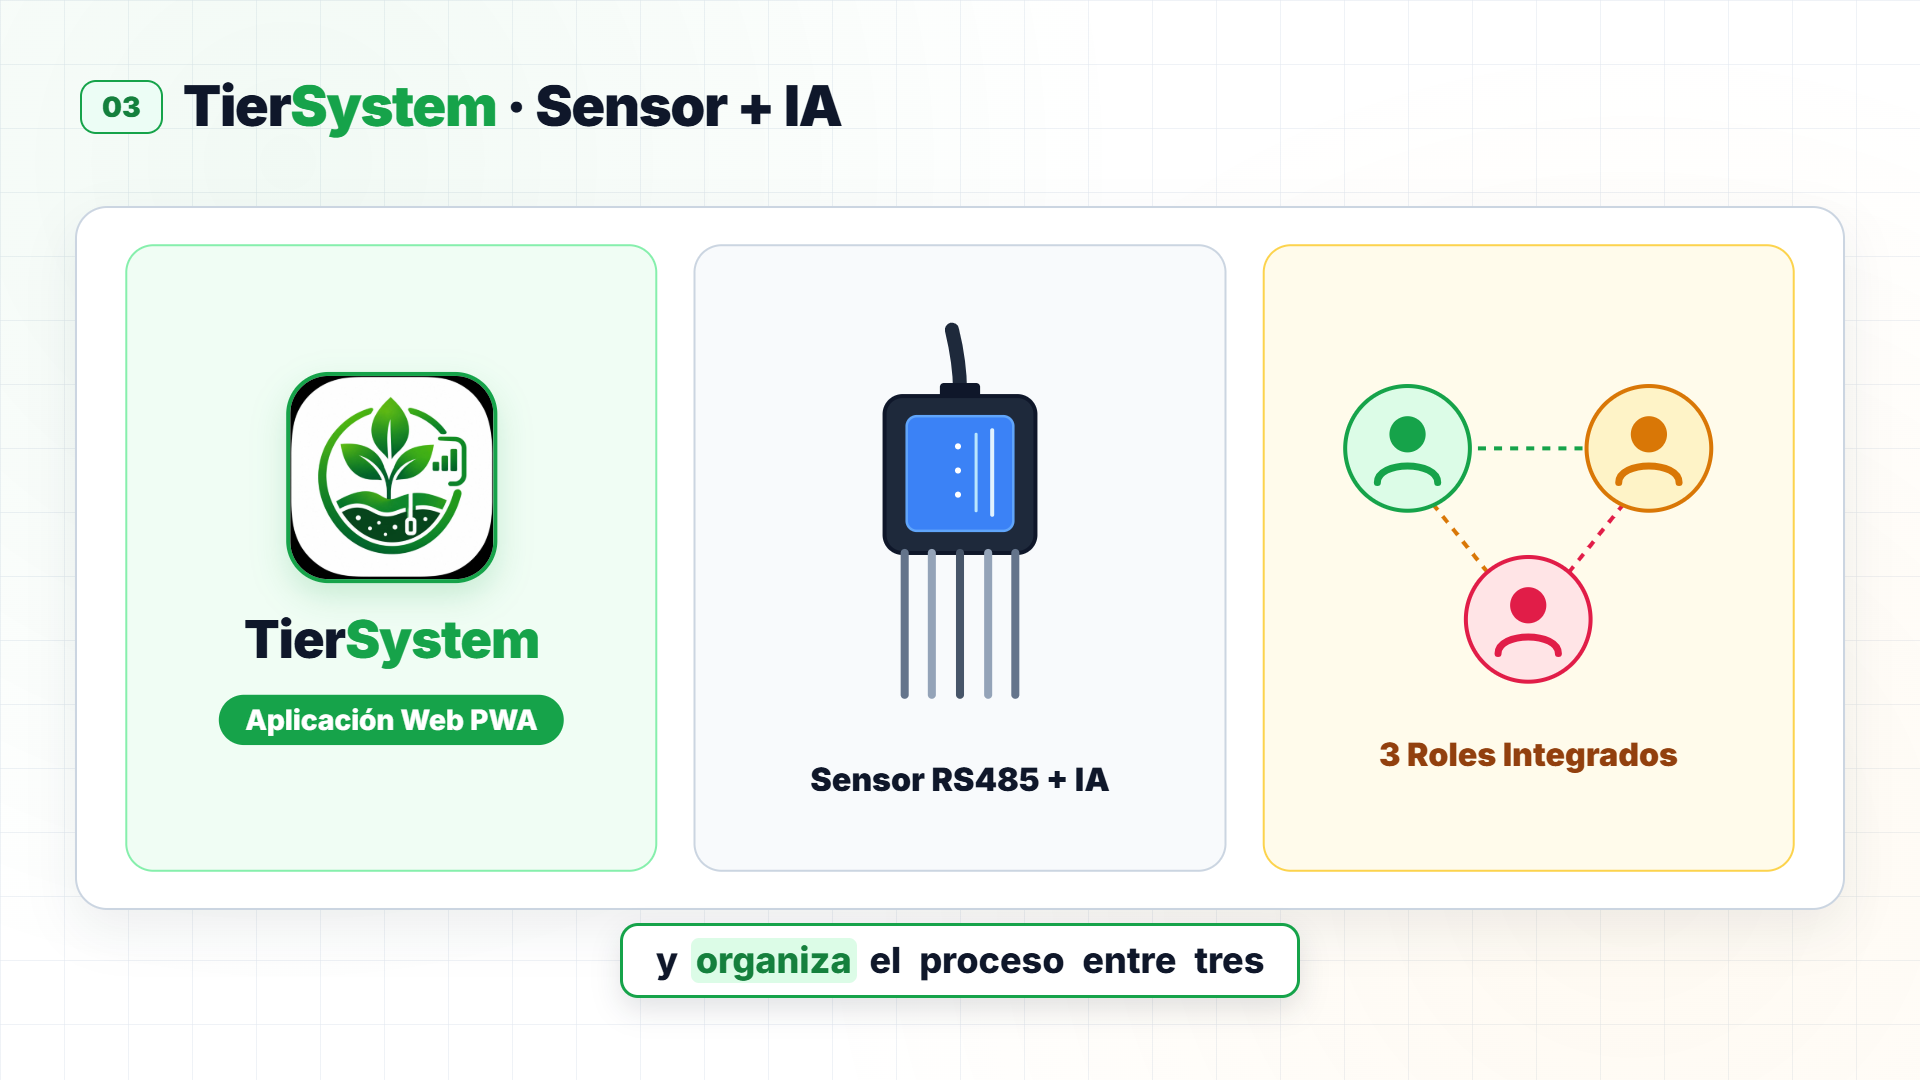 03
TierSystem · Sensor + IA
TierSystem
Aplicación Web PWA
Sensor RS485 + IA
3 Roles Integrados
y organiza el proceso entre tres